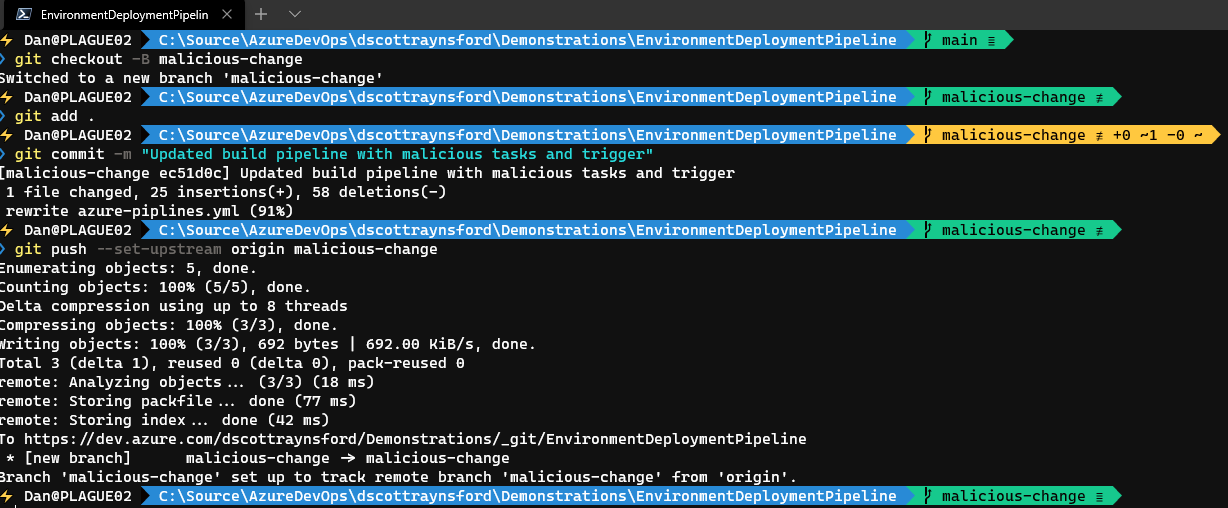 EnvironmentDeploymentPipelin
Dan@PLAGUE02 C:\Source\AzureDevOps\dscottraynsford\Demonstrations\EnvironmentDeploymentPipeline main ≡
git checkout -B malicious-change
Switched to a new branch 'malicious-change'
Dan@PLAGUE02 C:\Source\AzureDevOps\dscottraynsford\Demonstrations\EnvironmentDeploymentPipeline malicious-change ≢
git add .
Dan@PLAGUE02 C:\Source\AzureDevOps\dscottraynsford\Demonstrations\EnvironmentDeploymentPipeline malicious-change ≢ +0 ~1 -0 ~
git commit -m "Updated build pipeline with malicious tasks and trigger"
[malicious-change ec51d0c] Updated build pipeline with malicious tasks and trigger
1 file changed, 25 insertions(+), 58 deletions(-)
rewrite azure-piplines.yml (91%)
Dan@PLAGUE02 C:\Source\AzureDevOps\dscottraynsford\Demonstrations\EnvironmentDeploymentPipeline malicious-change ≢
git push --set-upstream origin malicious-change
Enumerating objects: 5, done.
Counting objects: 100% (5/5), done.
Delta compression using up to 8 threads
Compressing objects: 100% (3/3), done.
Writing objects: 100% (3/3), 692 bytes | 692.00 KiB/s, done.
Total 3 (delta 1), reused 0 (delta 0), pack-reused 0
remote: Analyzing objects... (3/3) (18 ms)
remote: Storing packfile... done (77 ms)
remote: Storing index... done (42 ms)
To https://dev.azure.com/dscottraynsford/Demonstrations/_git/EnvironmentDeploymentPipeline
* [new branch] malicious-change -> malicious-change
Branch 'malicious-change' set up to track remote branch 'malicious-change' from 'origin'.
Dan@PLAGUE02 C:\Source\AzureDevOps\dscottraynsford\Demonstrations\EnvironmentDeploymentPipeline malicious-change ≡